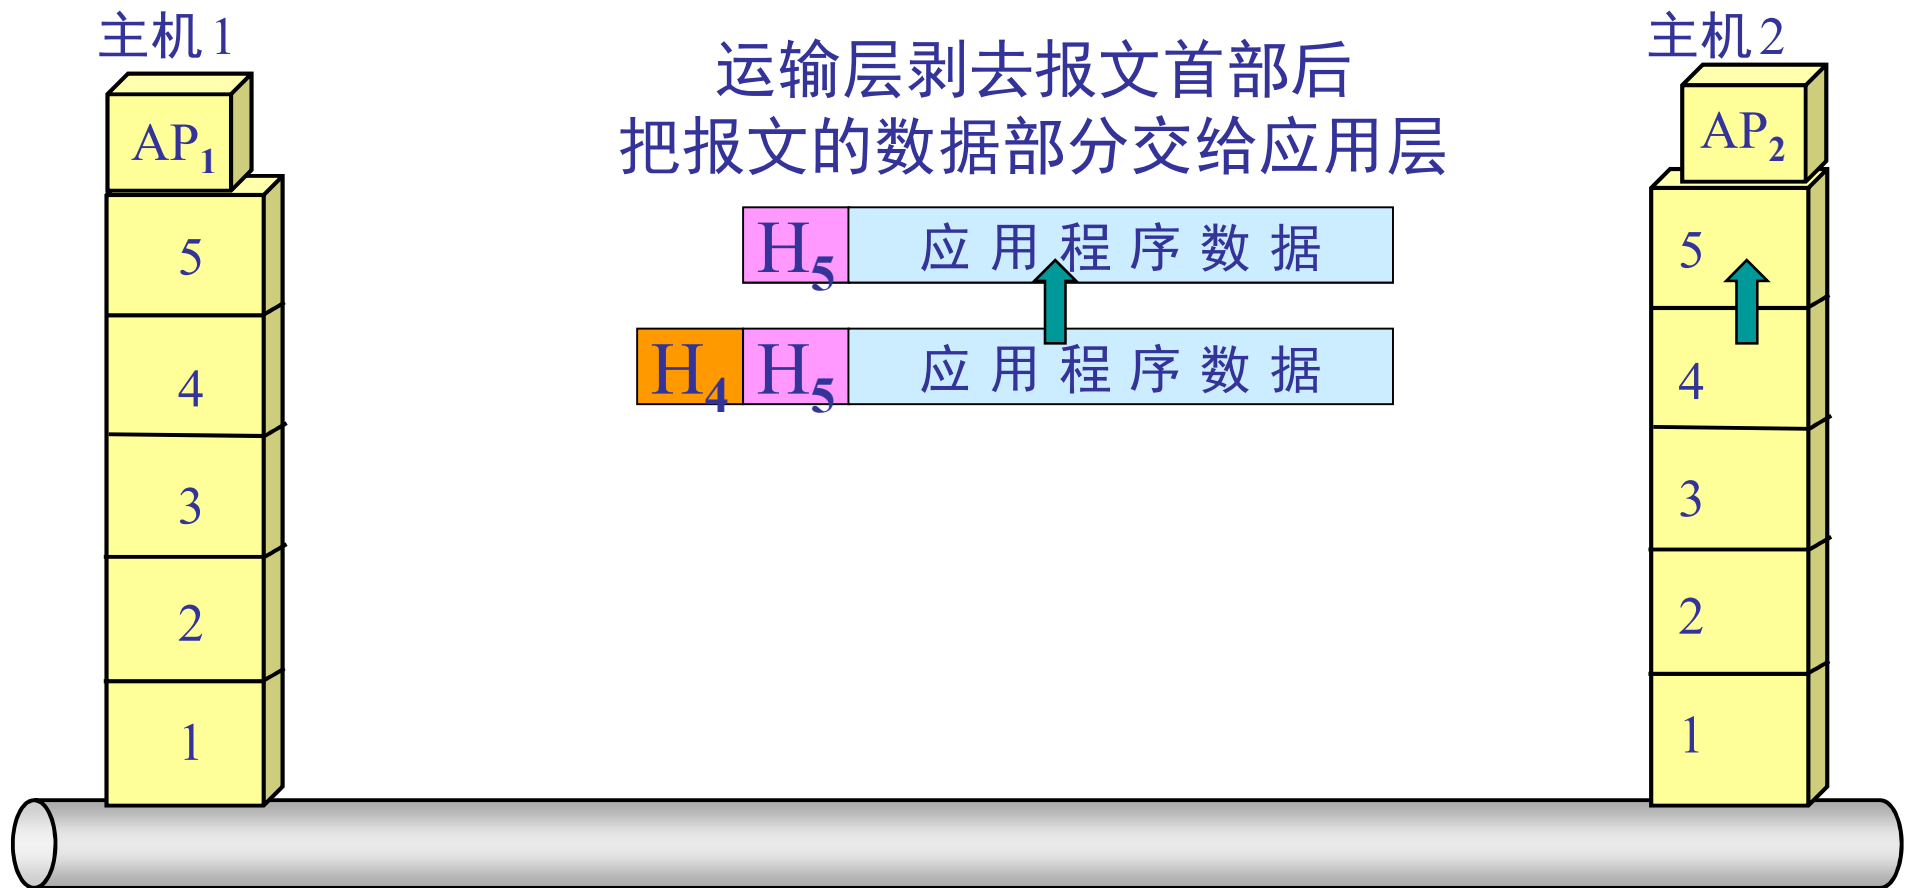 主机 1
主机 2
运输层剥去报文首部后
把报文的数据部分交给应用层
AP1
AP2
H5 应 用 程 序 数 据
H4 H5 应 用 程 序 数 据
5
4
3
2
1
5
4
3
2
1